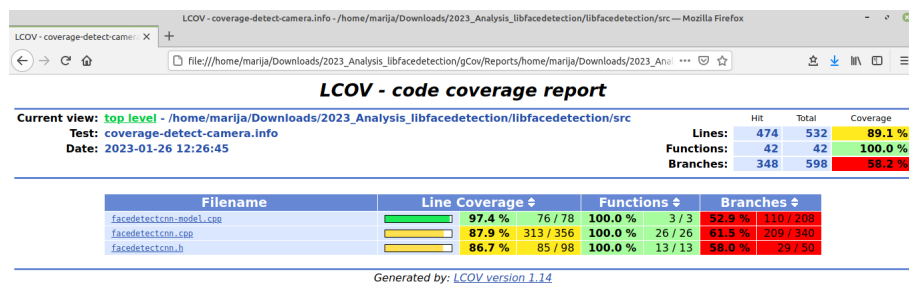 LCOV - coverage-detect-camera.info - /home/marija/Downloads/2023_Analysis_libfacedetection/libfacedetection/src — Mozilla Firefox
LCOV - coverage-detect-camera
file:///home/marija/Downloads/2023_Analysis_libfacedetection/gCov/Reports/home/marija/Downloads/2023_Anal
LCOV - code coverage report
Current view: top level - /home/marija/Downloads/2023_Analysis_libfacedetection/libfacedetection/src Hit Total Coverage
Test: coverage-detect-camera.info Lines: 474 532 89.1 %
Date: 2023-01-26 12:26:45 Functions: 42 42 100.0 %
Branches: 348 598 58.2 %
Filename Line Coverage Functions Branches
facedetectcnn-model.cpp 97.4 % 76 / 78 100.0 % 3 / 3 52.9 % 110 / 208
facedetectcnn.cpp 87.9 % 313 / 356 100.0 % 26 / 26 61.5 % 209 / 340
facedetectcnn.h 86.7 % 85 / 98 100.0 % 13 / 13 58.0 % 29 / 50
Generated by: LCOV version 1.14